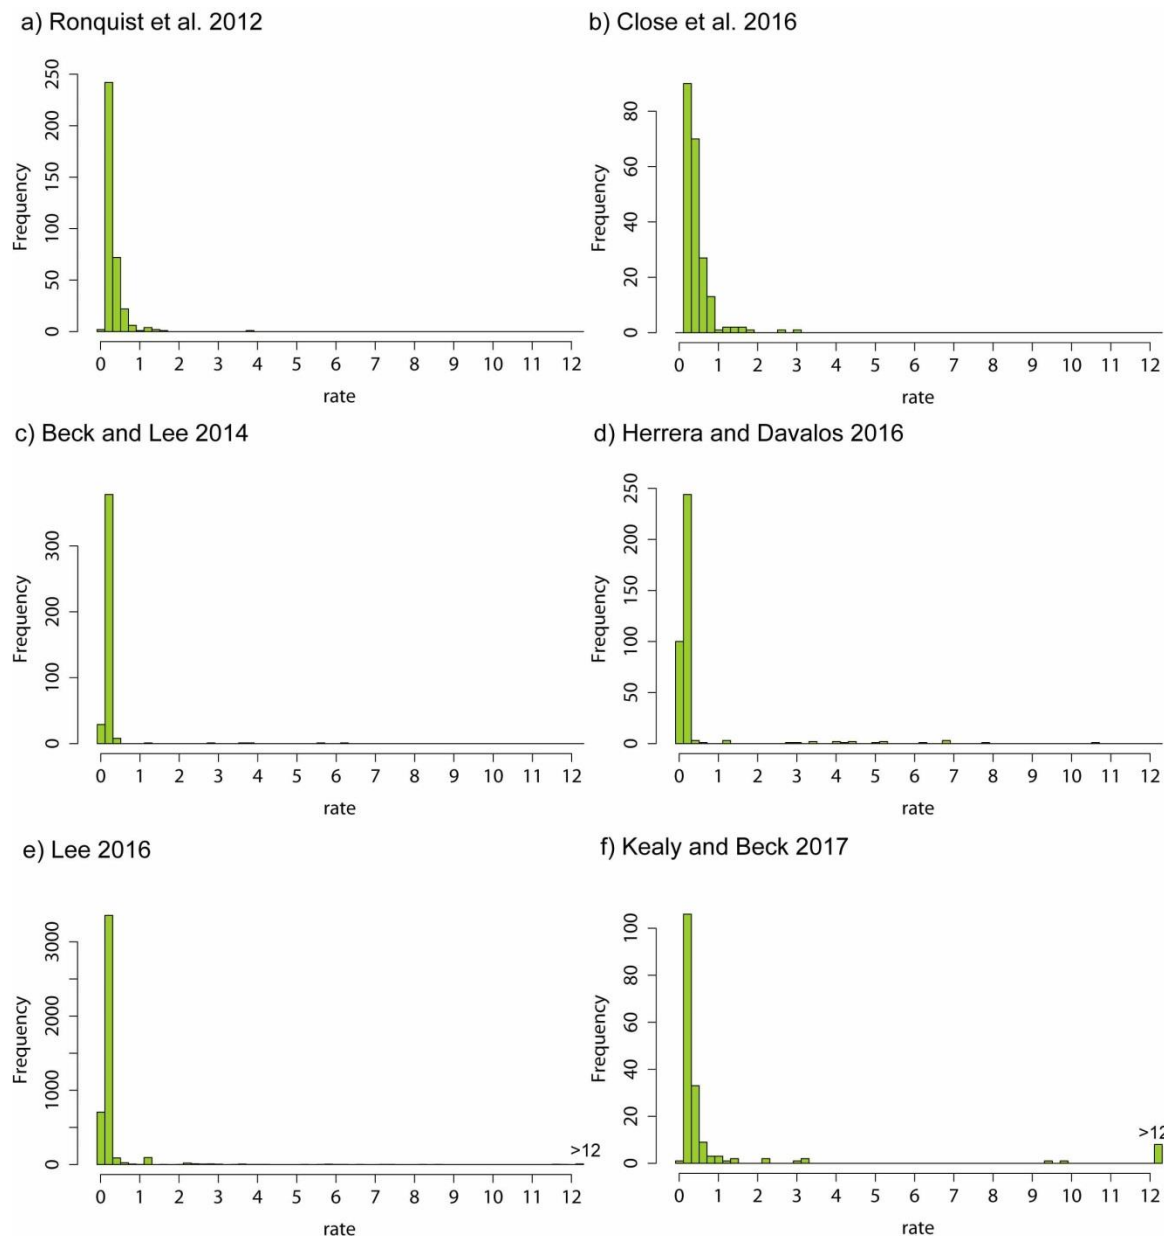 a) Ronquist et al. 2012
250
200
150
100
50
0
Frequency
0 1 2 3 4 5 6 7 8 9 10 11 12
rate
b) Close et al. 2016
80
60
40
20
0
Frequency
0 1 2 3 4 5 6 7 8 9 10 11 12
rate
c) Beck and Lee 2014
300
200
100
0
Frequency
0 1 2 3 4 5 6 7 8 9 10 11 12
rate
d) Herrera and Davalos 2016
250
200
150
100
50
0
Frequency
0 1 2 3 4 5 6 7 8 9 10 11 12
rate
e) Lee 2016
3000
2000
1000
0
Frequency
>12
0 1 2 3 4 5 6 7 8 9 10 11 12
rate
f) Kealy and Beck 2017
100
80
60
40
20
0
Frequency
>12
0 1 2 3 4 5 6 7 8 9 10 11 12
rate